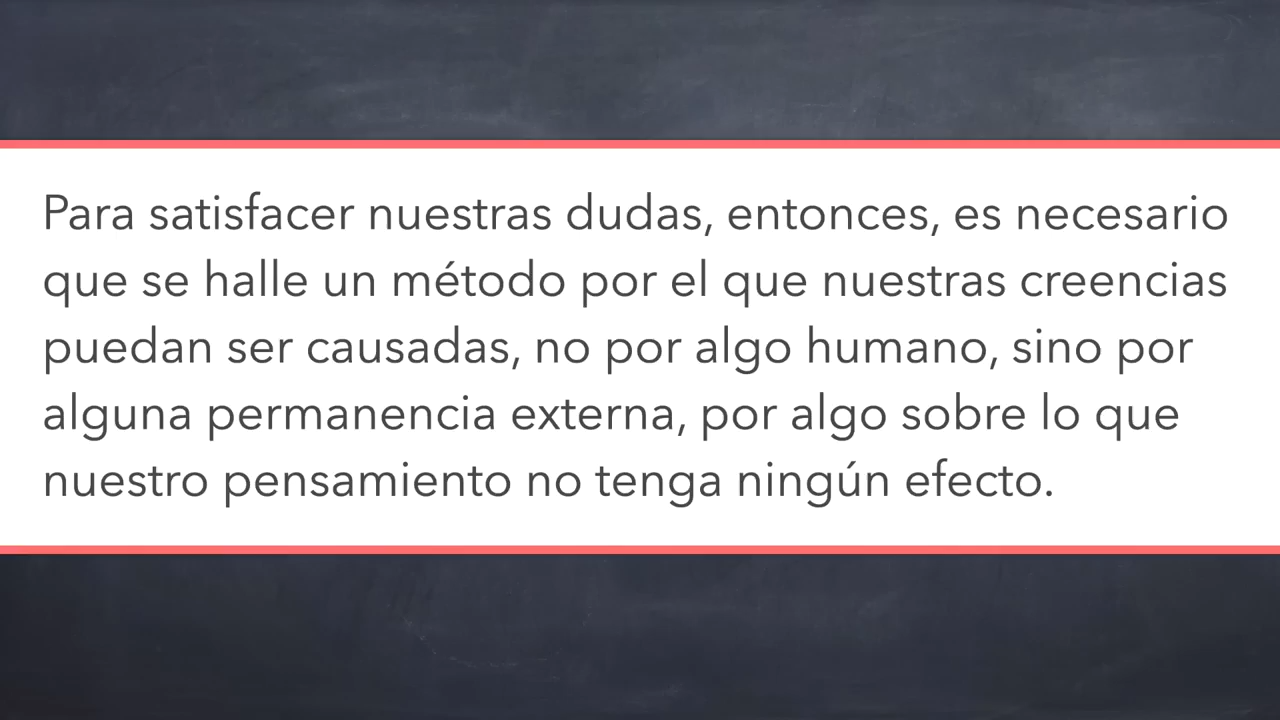 Para satisfacer nuestras dudas, entonces, es necesario
que se halle un método por el que nuestras creencias
puedan ser causadas, no por algo humano, sino por
alguna permanencia externa, por algo sobre lo que
nuestro pensamiento no tenga ningún efecto.